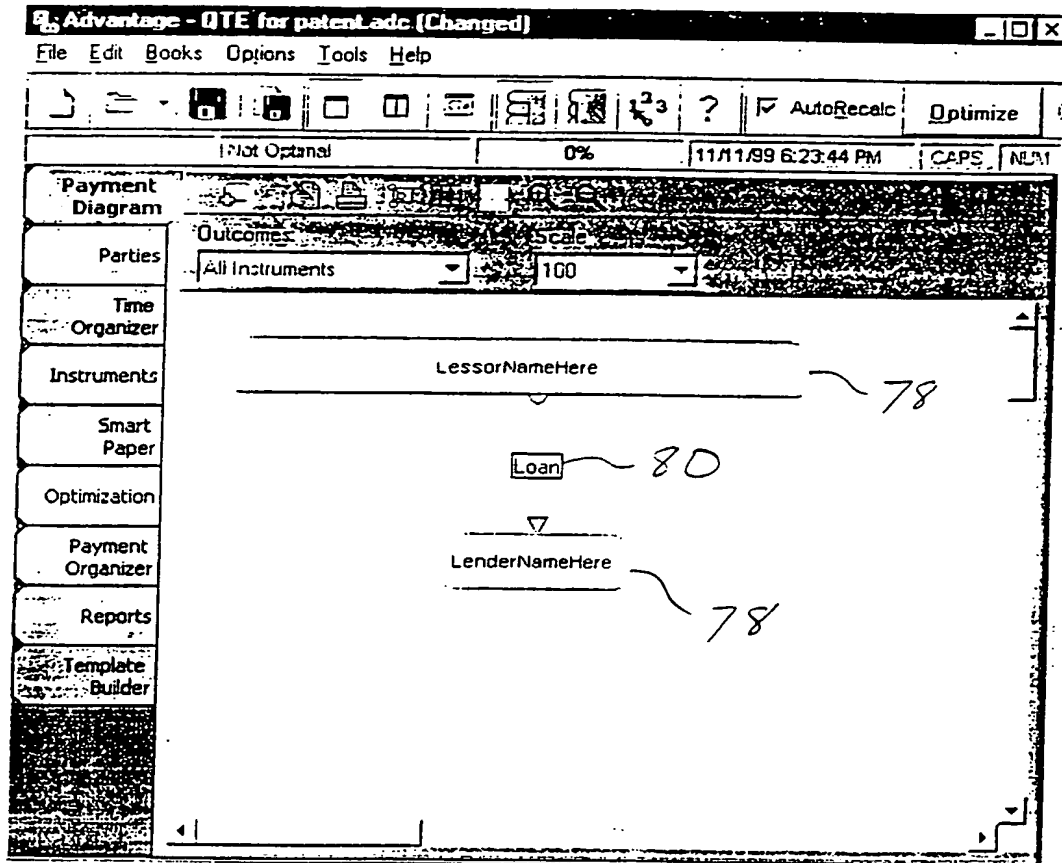 Advantage - QTE for patent.adc (Changed)
File Edit Books Options Tools Help
AutoRecalc Optimize
Not Optimal 0% 11/11/99 6:23:44 PM CAPS NUM
Payment
Diagram
Outcomes Scale
All Instruments 100
Parties
Time
Organizer
Instruments
Smart
Paper
Optimization
Payment
Organizer
Reports
Template
Builder
LessorNameHere 78
Loan 80
LenderNameHere
78